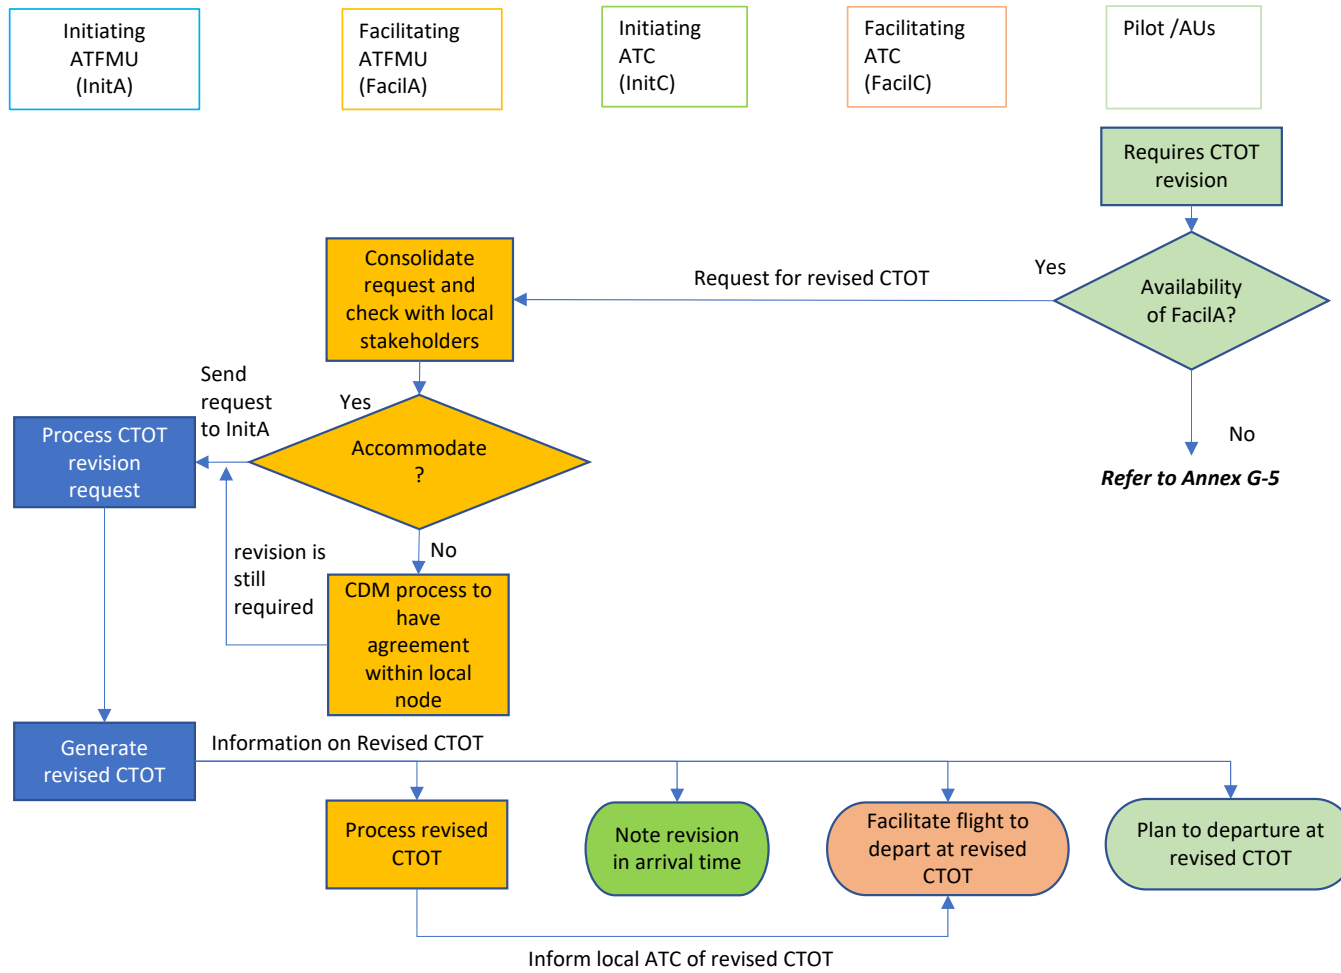 Initiating
ATFMU
(InitA)
Facilitating
ATFMU
(FacilA)
Initiating
ATC
(InitC)
Facilitating
ATC
(FacilC)
Pilot /AUs
Requires CTOT
revision
Availability
of FacilA?
Yes
Request for revised CTOT
No
Refer to Annex G-5
Consolidate
request and
check with local
stakeholders
Yes
Accommodate
?
Send
request
to InitA
Process CTOT
revision
request
No
revision is
still
required
CDM process to
have
agreement
within local
node
Generate
revised CTOT
Information on Revised CTOT
Process revised
CTOT
Note revision
in arrival time
Facilitate flight to
depart at revised
CTOT
Plan to departure at
revised CTOT
Inform local ATC of revised CTOT